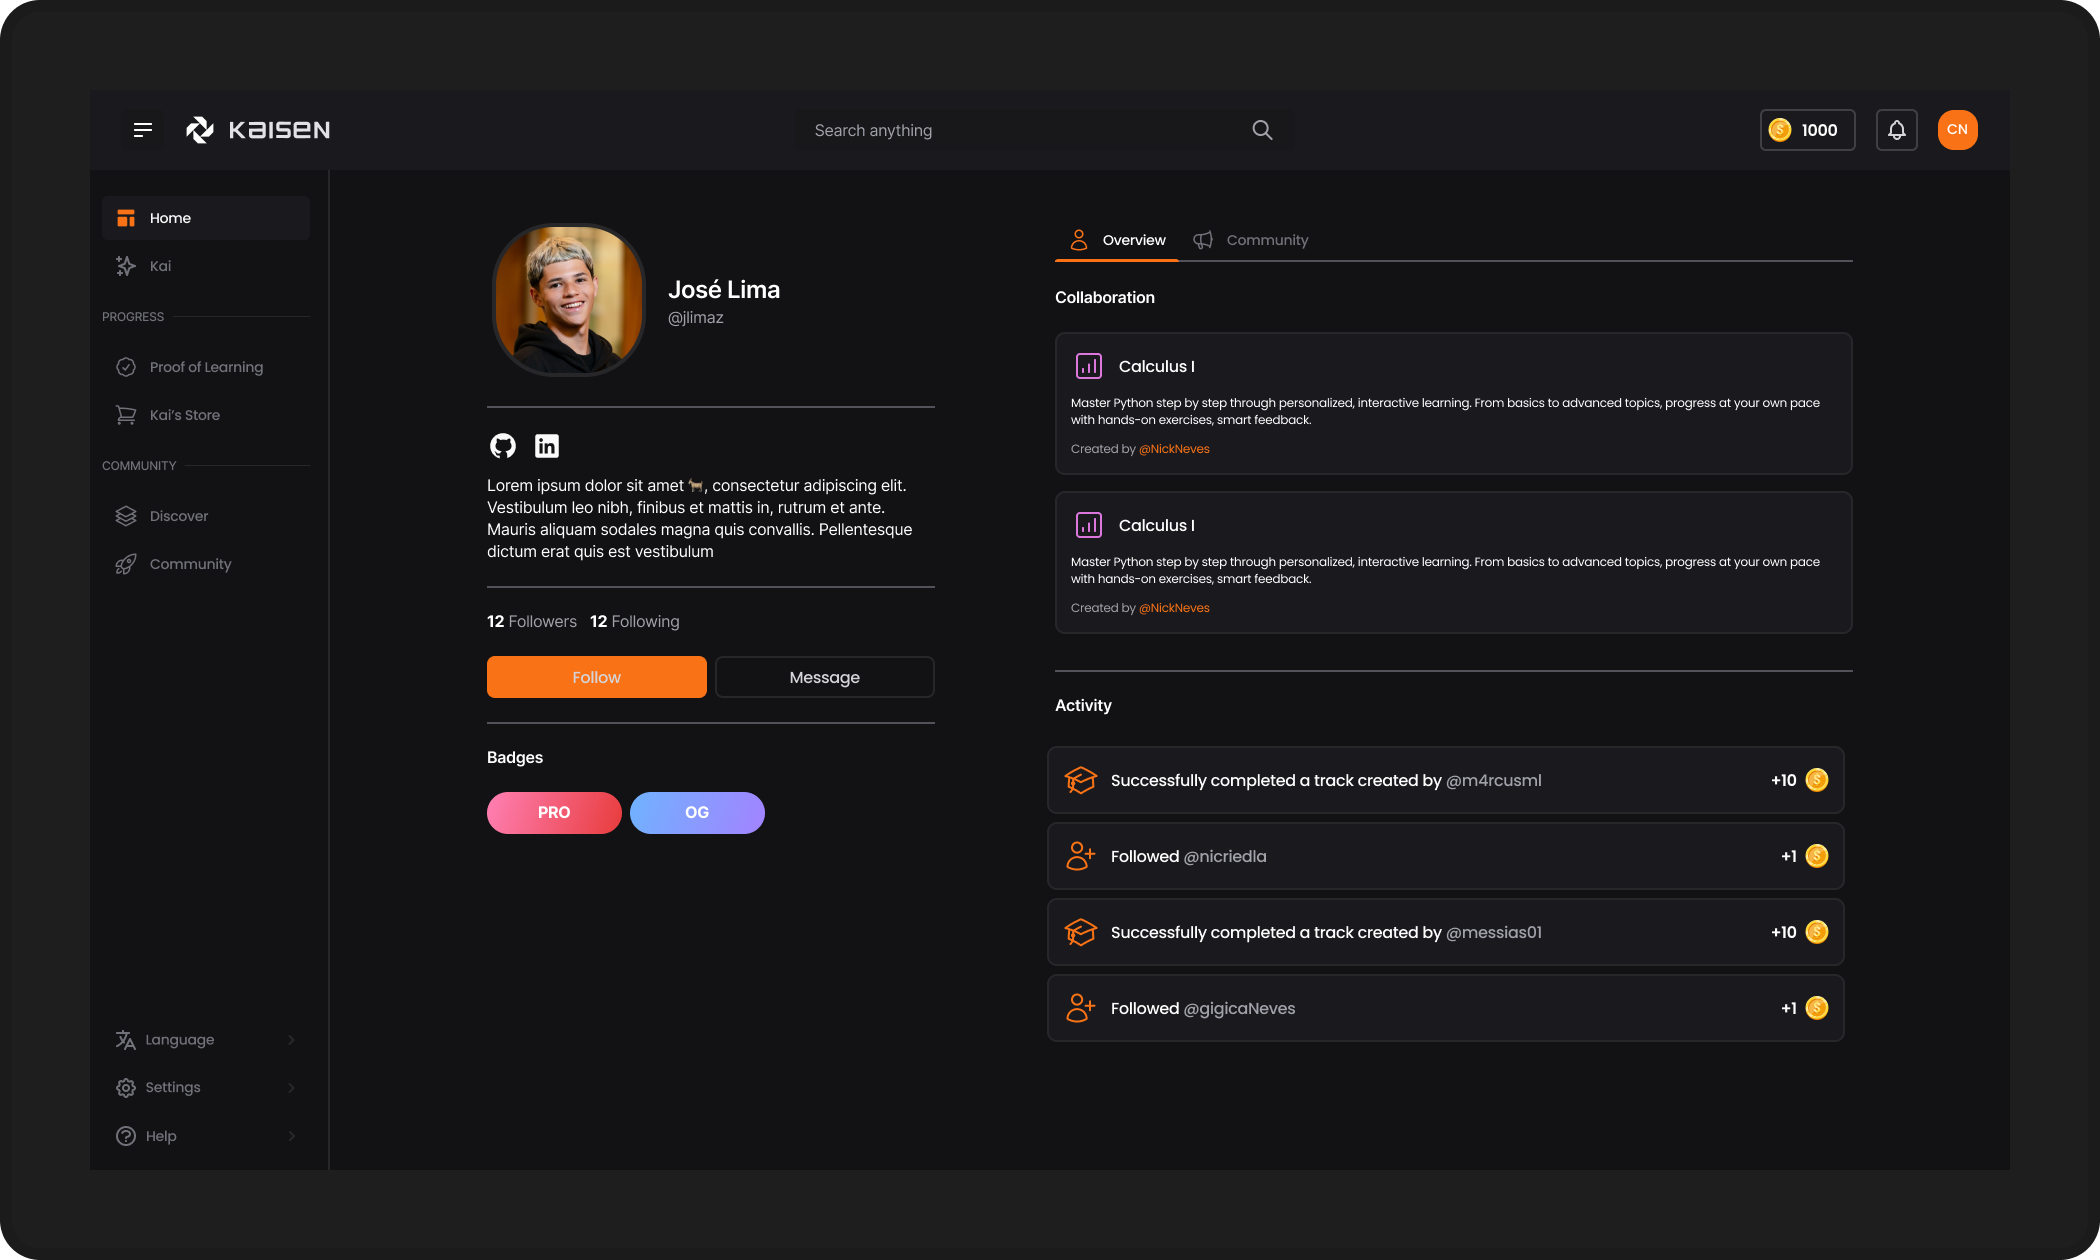 KAISEN
Search anything
1000
CN
Home
Kai
PROGRESS
Proof of Learning
Kai's Store
COMMUNITY
Discover
Community
Language
Settings
Help
José Lima
@jlimaz
Lorem ipsum dolor sit amet 🐐, consectetur adipiscing elit.
Vestibulum leo nibh, finibus et mattis in, rutrum et ante.
Mauris aliquam sodales magna quis convallis. Pellentesque
dictum erat quis est vestibulum
12 Followers 12 Following
Follow
Message
Badges
PRO
OG
Overview
Community
Collaboration
Calculus I
Master Python step by step through personalized, interactive learning. From basics to advanced topics, progress at your own pace
with hands-on exercises, smart feedback.
Created by @NickNeves
Calculus I
Master Python step by step through personalized, interactive learning. From basics to advanced topics, progress at your own pace
with hands-on exercises, smart feedback.
Created by @NickNeves
Activity
Successfully completed a track created by @m4rcusml +10
Followed @nicriedla +1
Successfully completed a track created by @messias01 +10
Followed @gigicaNeves +1